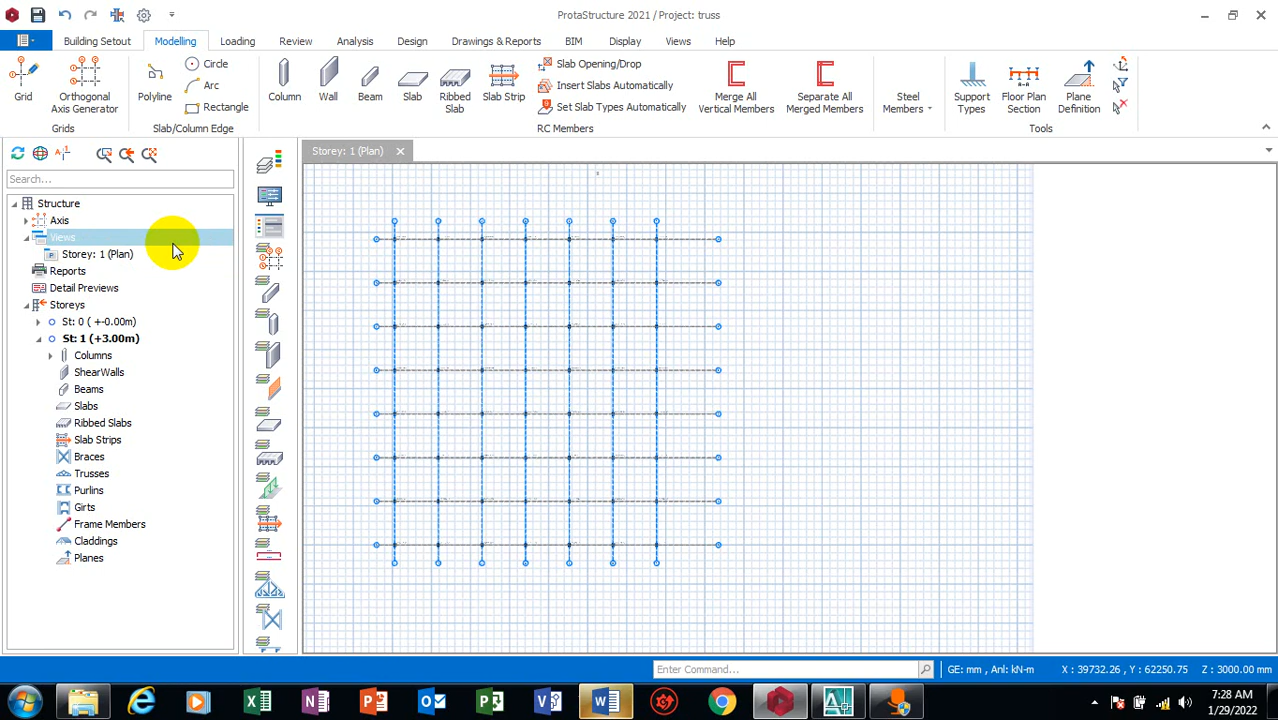 ProtaStructure 2021 / Project: truss
Building Setout
Modelling
Loading
Review
Analysis
Design
Drawings & Reports
BIM
Display
Views
Help
Grid
Orthogonal
Axis Generator
Grids
Polyline
Circle
Arc
Rectangle
Slab/Column Edge
Column
Wall
Beam
Slab
Ribbed
Slab
Slab Strip
Slab Opening/Drop
Insert Slabs Automatically
Set Slab Types Automatically
RC Members
Merge All
Vertical Members
Separate All
Merged Members
Steel
Members
Support
Types
Floor Plan
Section
Plane
Definition
Tools
Search...
Structure
Axis
Views
Storey: 1 (Plan)
Reports
Detail Previews
Storeys
St: 0 ( +-0.00m)
St: 1 (+3.00m)
Columns
ShearWalls
Beams
Slabs
Ribbed Slabs
Slab Strips
Braces
Trusses
Purlins
Girts
Frame Members
Claddings
Planes
Storey: 1 (Plan)
Enter Command...
GE: mm , Anl: kN-m
X : 39732.26 , Y : 62250.75
Z : 3000.00 mm
7:28 AM
1/29/2022